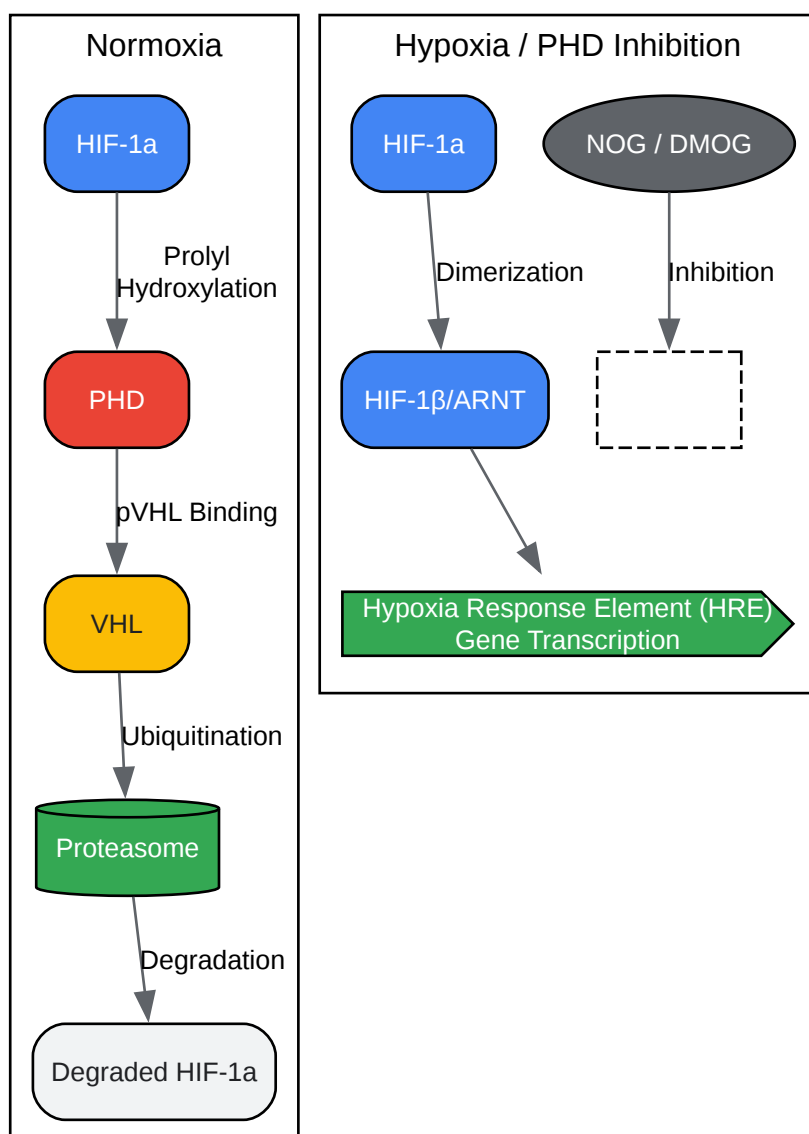 Normoxia
HIF-1a
Prolyl
Hydroxylation
PHD
pVHL Binding
VHL
Ubiquitination
Proteasome
Degradation
Degraded HIF-1a
Hypoxia / PHD Inhibition
HIF-1a
NOG / DMOG
Dimerization
Inhibition
HIF-1β/ARNT
Hypoxia Response Element (HRE)
Gene Transcription